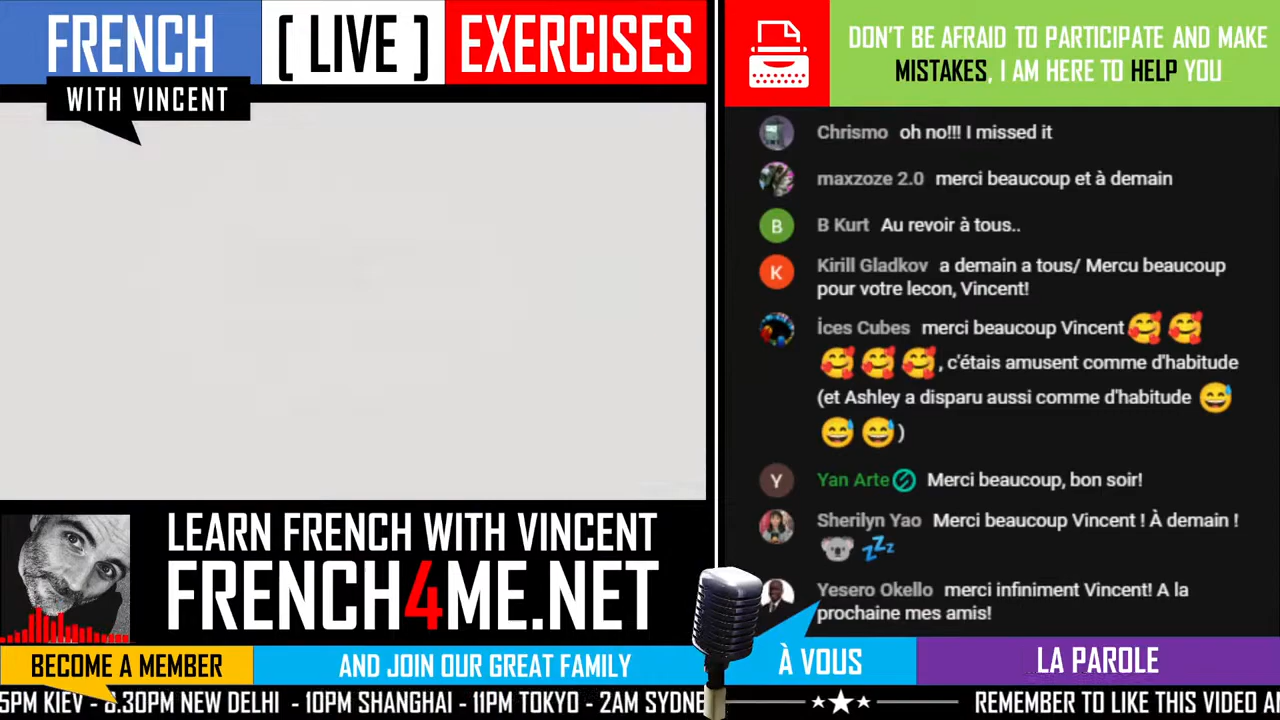 FRENCH [ LIVE ] EXERCISES
WITH VINCENT
DON'T BE AFRAID TO PARTICIPATE AND MAKE
MISTAKES, I AM HERE TO HELP YOU
Chrismo oh no!!! I missed it
maxzoze 2.0 merci beaucoup et à demain
B
B Kurt Au revoir à tous..
K
Kirill Gladkov a demain a tous/ Mercu beaucoup
pour votre lecon, Vincent!
İces Cubes merci beaucoup Vincent 🥰 🥰
🥰 🥰 🥰 , c'étais amusent comme d'habitude
(et Ashley a disparu aussi comme d'habitude 😅
😅 😅 )
Y
Yan Arte Merci beaucoup, bon soir!
Sherilyn Yao Merci beaucoup Vincent ! À demain !
🐨 💤
Yesero Okello merci infiniment Vincent! A la
prochaine mes amis!
LEARN FRENCH WITH VINCENT
FRENCH4ME.NET
BECOME A MEMBER AND JOIN OUR GREAT FAMILY
À VOUS LA PAROLE
5PM KIEV - 8.30PM NEW DELHI - 10PM SHANGHAI - 11PM TOKYO - 2AM SYDNE
REMEMBER TO LIKE THIS VIDEO